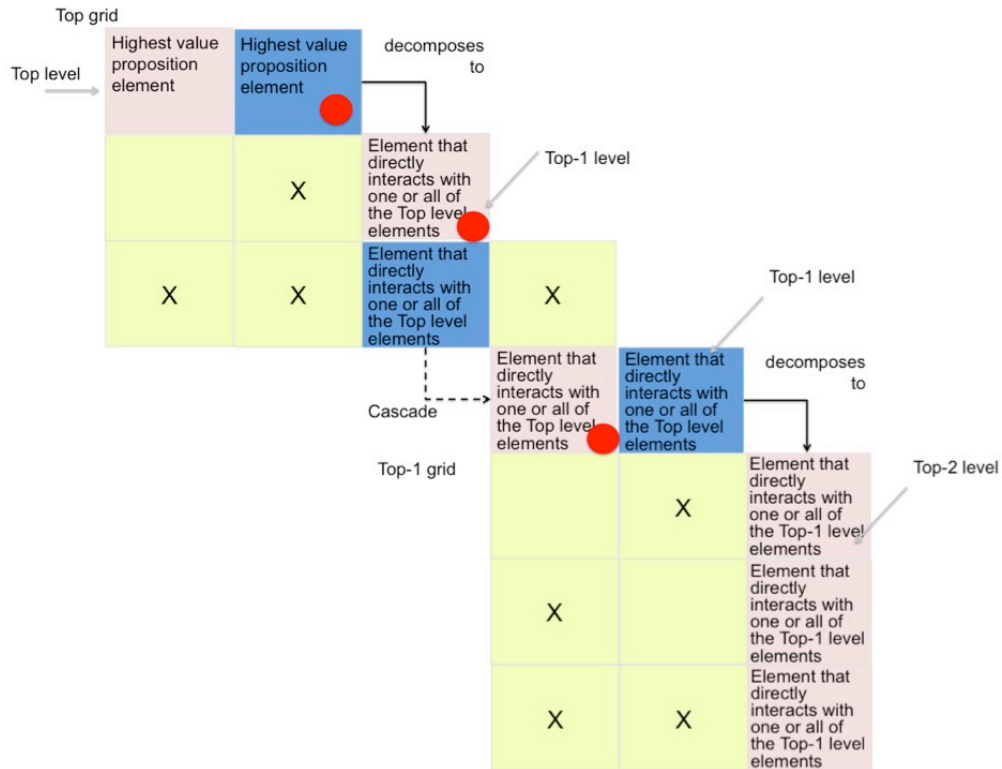 Top grid
Highest value
proposition
element
Highest value
proposition
element
decomposes
to
Top level
Element that
directly
interacts with
one or all of
the Top level
elements
Top-1 level
X
Element that
directly
interacts with
one or all of
the Top level
elements
X
X
X
Top-1 level
Element that
directly
interacts with
one or all of
the Top level
elements
Element that
directly
interacts with
one or all of
the Top level
elements
decomposes
to
Cascade
Top-1 grid
X
Element that
directly
interacts with
one or all of
the Top-1 level
elements
Top-2 level
X
Element that
directly
interacts with
one or all of
the Top-1 level
elements
X
X
Element that
directly
interacts with
one or all of
the Top-1 level
elements